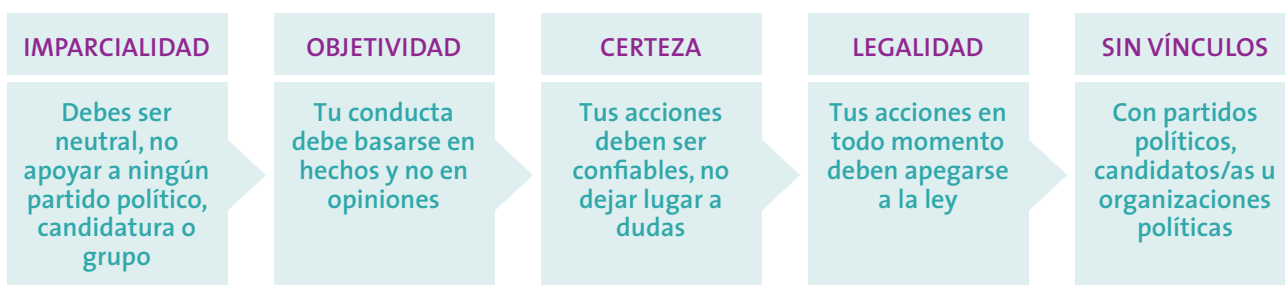 IMPARCIALIDAD
Debes ser
neutral, no
apoyar a ningún
partido político,
candidatura o
grupo
OBJETIVIDAD
Tu conducta
debe basarse en
hechos y no en
opiniones
CERTEZA
Tus acciones
deben ser
confiables, no
dejar lugar a
dudas
LEGALIDAD
Tus acciones en
todo momento
deben apegarse
a la ley
SIN VÍNCULOS
Con partidos
políticos,
candidatos/as u
organizaciones
políticas